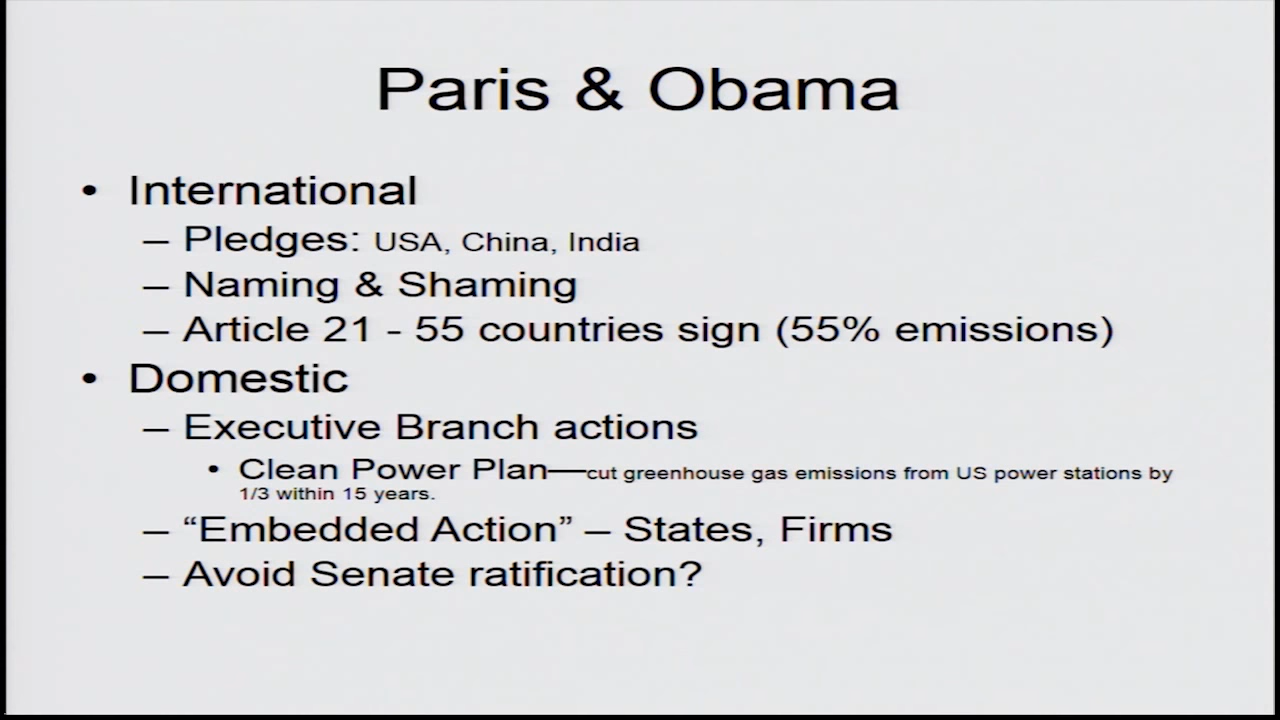 Paris & Obama
• International
– Pledges: USA, China, India
– Naming & Shaming
– Article 21 - 55 countries sign (55% emissions)
• Domestic
– Executive Branch actions
• Clean Power Plan—cut greenhouse gas emissions from US power stations by
1/3 within 15 years.
– “Embedded Action” – States, Firms
– Avoid Senate ratification?